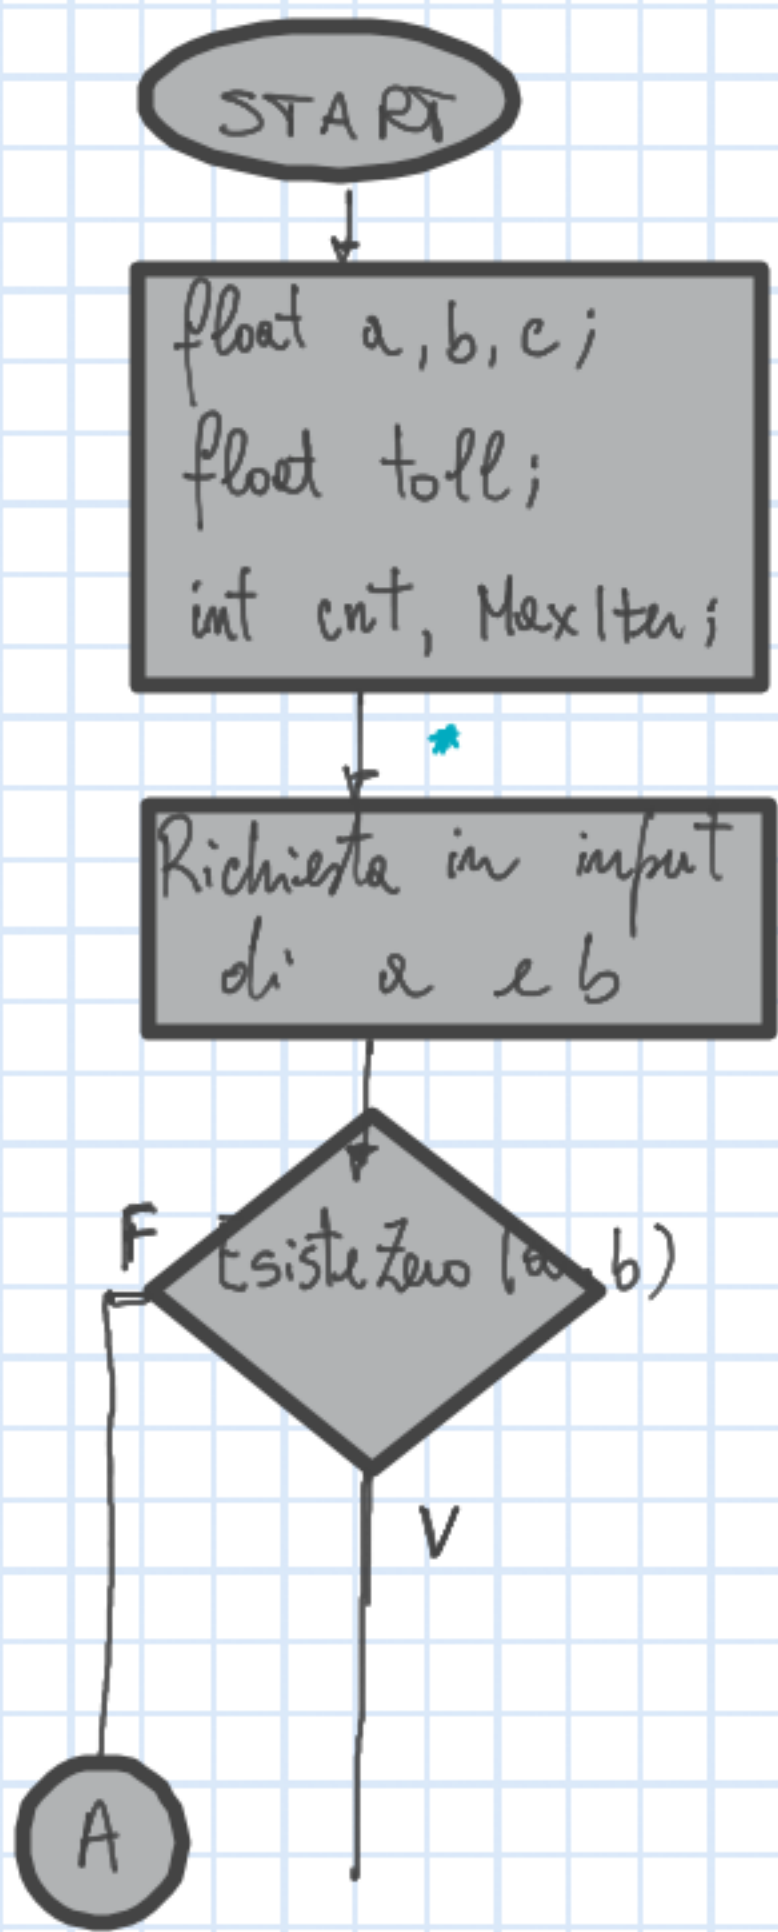 START
float a, b, c;
float toll;
int cnt, MaxIter;
Richiesta in input
di a e b
F
EsisteZero (a, b)
V
A